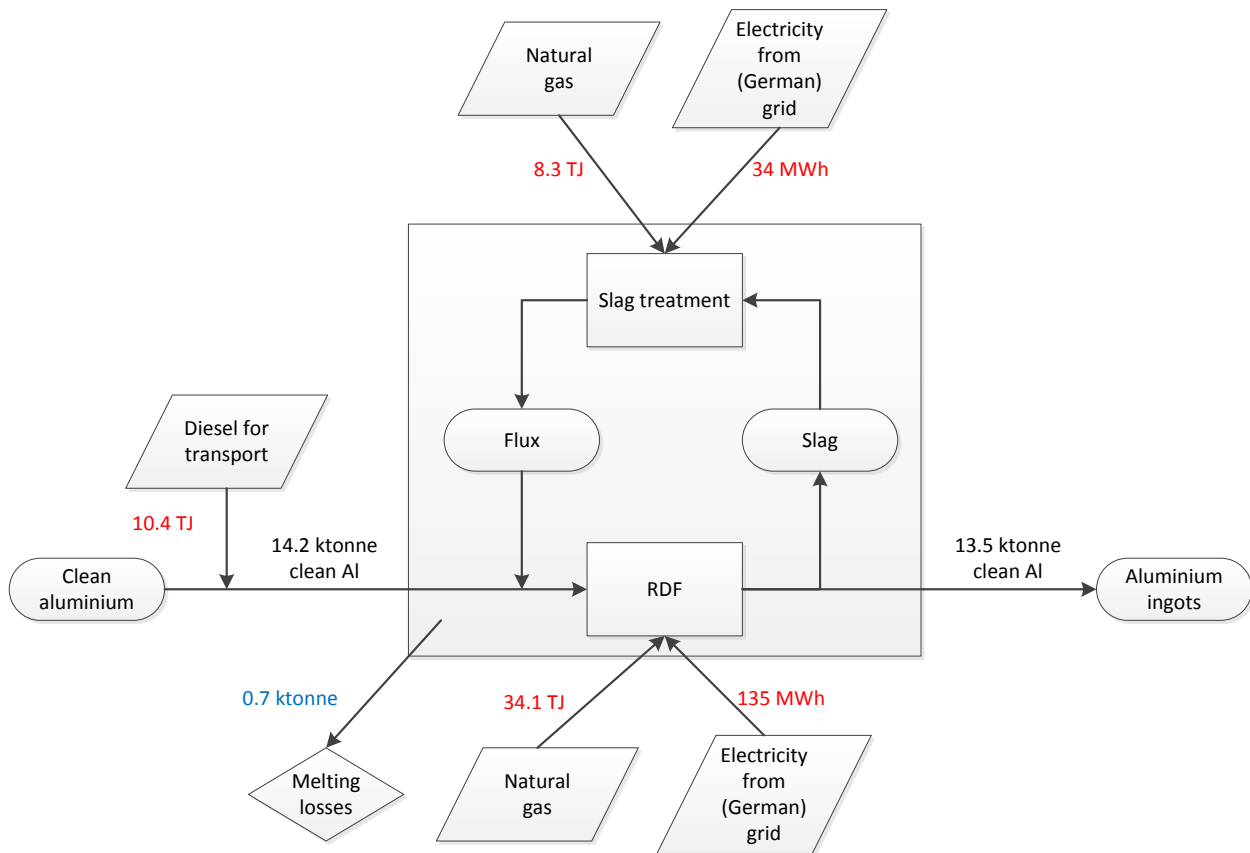 Natural
gas
Electricity
from
(German)
grid
8.3 TJ
34 MWh
Slag treatment
Diesel for
transport
Flux
Slag
10.4 TJ
14.2 ktonne
clean Al
13.5 ktonne
clean Al
Clean
aluminium
RDF
Aluminium
ingots
0.7 ktonne
34.1 TJ
135 MWh
Melting
losses
Natural
gas
Electricity
from
(German)
grid